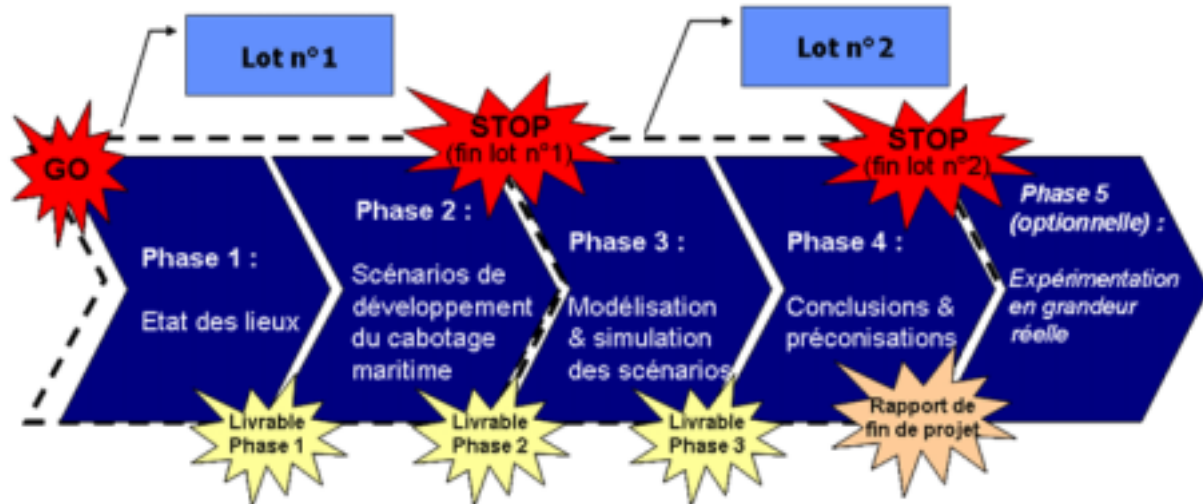 Lot n°1
Lot n°2
GO
STOP
(fin lot n°1)
STOP
(fin lot n°2)
Phase 1 :
Etat des lieux
Phase 2 :
Scénarios de
développement
du cabotage
maritime
Phase 3 :
Modélisation
& simulation
des scénarios
Phase 4 :
Conclusions &
préconisations
Phase 5
(optionnelle) :
Expérimentation
en grandeur
réelle
Livrable
Phase 1
Livrable
Phase 2
Livrable
Phase 3
Rapport de
fin de projet